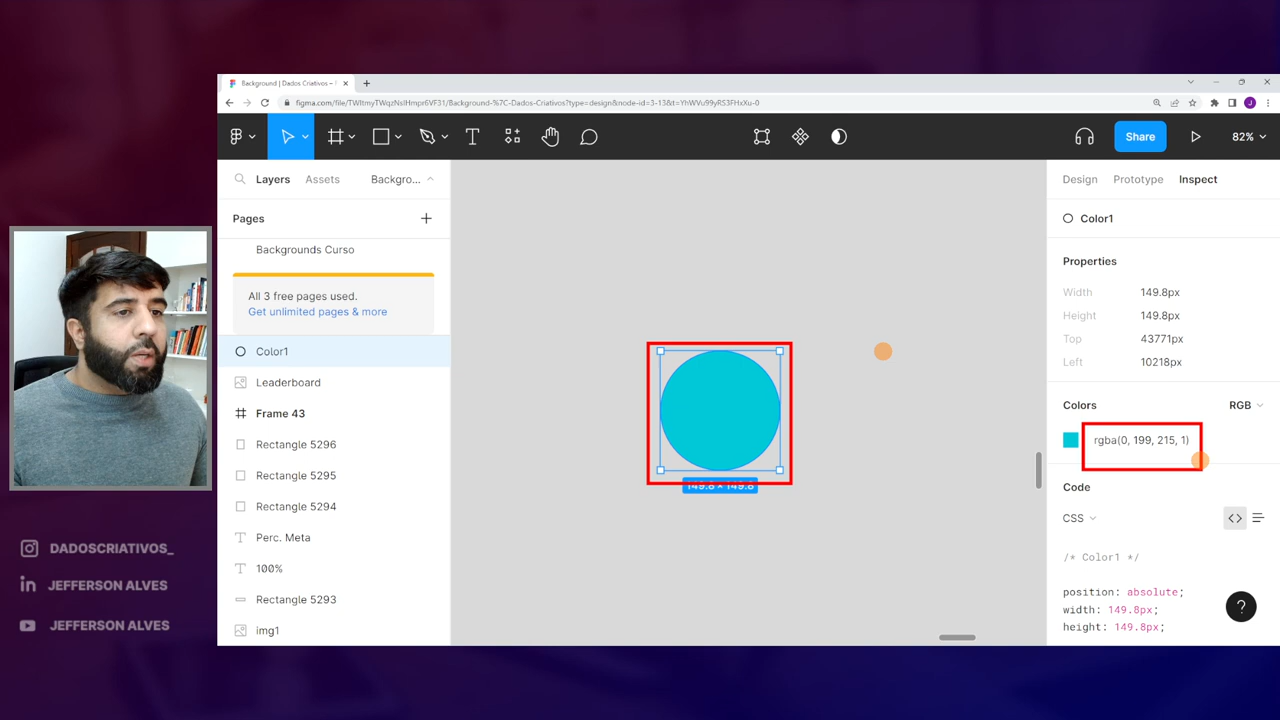 Background | Dados Criativos –
figma.com/file/TWItmyTWqzNsIHmpr6VF31/Background-%7C-Dados-Criativos?type=design&node-id=3-13&t=YhWVu99yRS3FHxXu-0
J
Share
82%
Layers
Assets
Backgro...
Pages
Backgrounds Curso
All 3 free pages used.
Get unlimited pages & more
Color1
Leaderboard
Frame 43
Rectangle 5296
Rectangle 5295
Rectangle 5294
Perc. Meta
100%
Rectangle 5293
img1
149.8 × 149.8
Design
Prototype
Inspect
Color1
Properties
Width 149.8px
Height 149.8px
Top 43771px
Left 10218px
Colors
RGB
rgba(0, 199, 215, 1)
Code
CSS
/* Color1 */
position: absolute;
width: 149.8px;
height: 149.8px;
?
DADOSCRIATIVOS_
in JEFFERSON ALVES
JEFFERSON ALVES